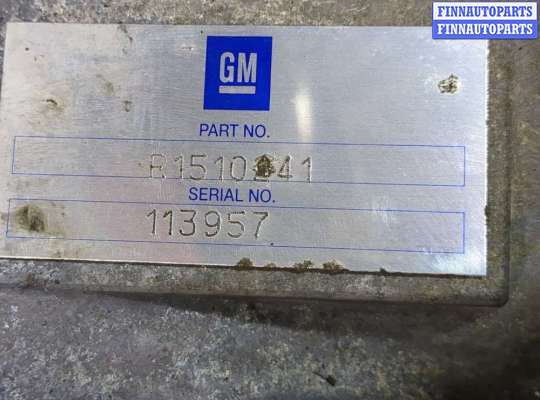 FINNAUTOPARTS
FINNAUTOPARTS
GM
PART NO.
SERIAL NO.
113957